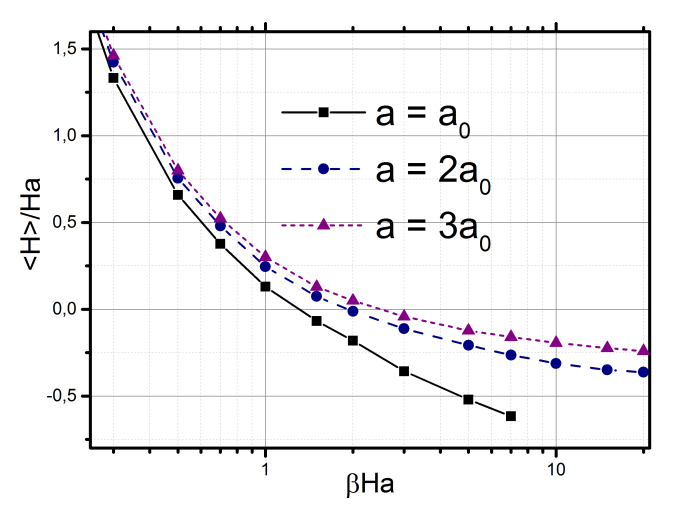 1,5
1,0
0,5
0,0
-0,5
<H>/Ha
a = a₀
a = 2a₀
a = 3a₀
1
10
βHa